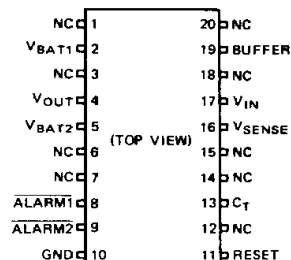 NC 1 20 NC
VBAT1 2 19 BUFFER
NC 3 18 NC
VOUT 4 17 VIN
VBAT2 5 16 VSENSE
(TOP VIEW)
NC 6 15 NC
NC 7 14 NC
ALARM1 8 13 CT
ALARM2 9 12 NC
GND 10 11 RESET